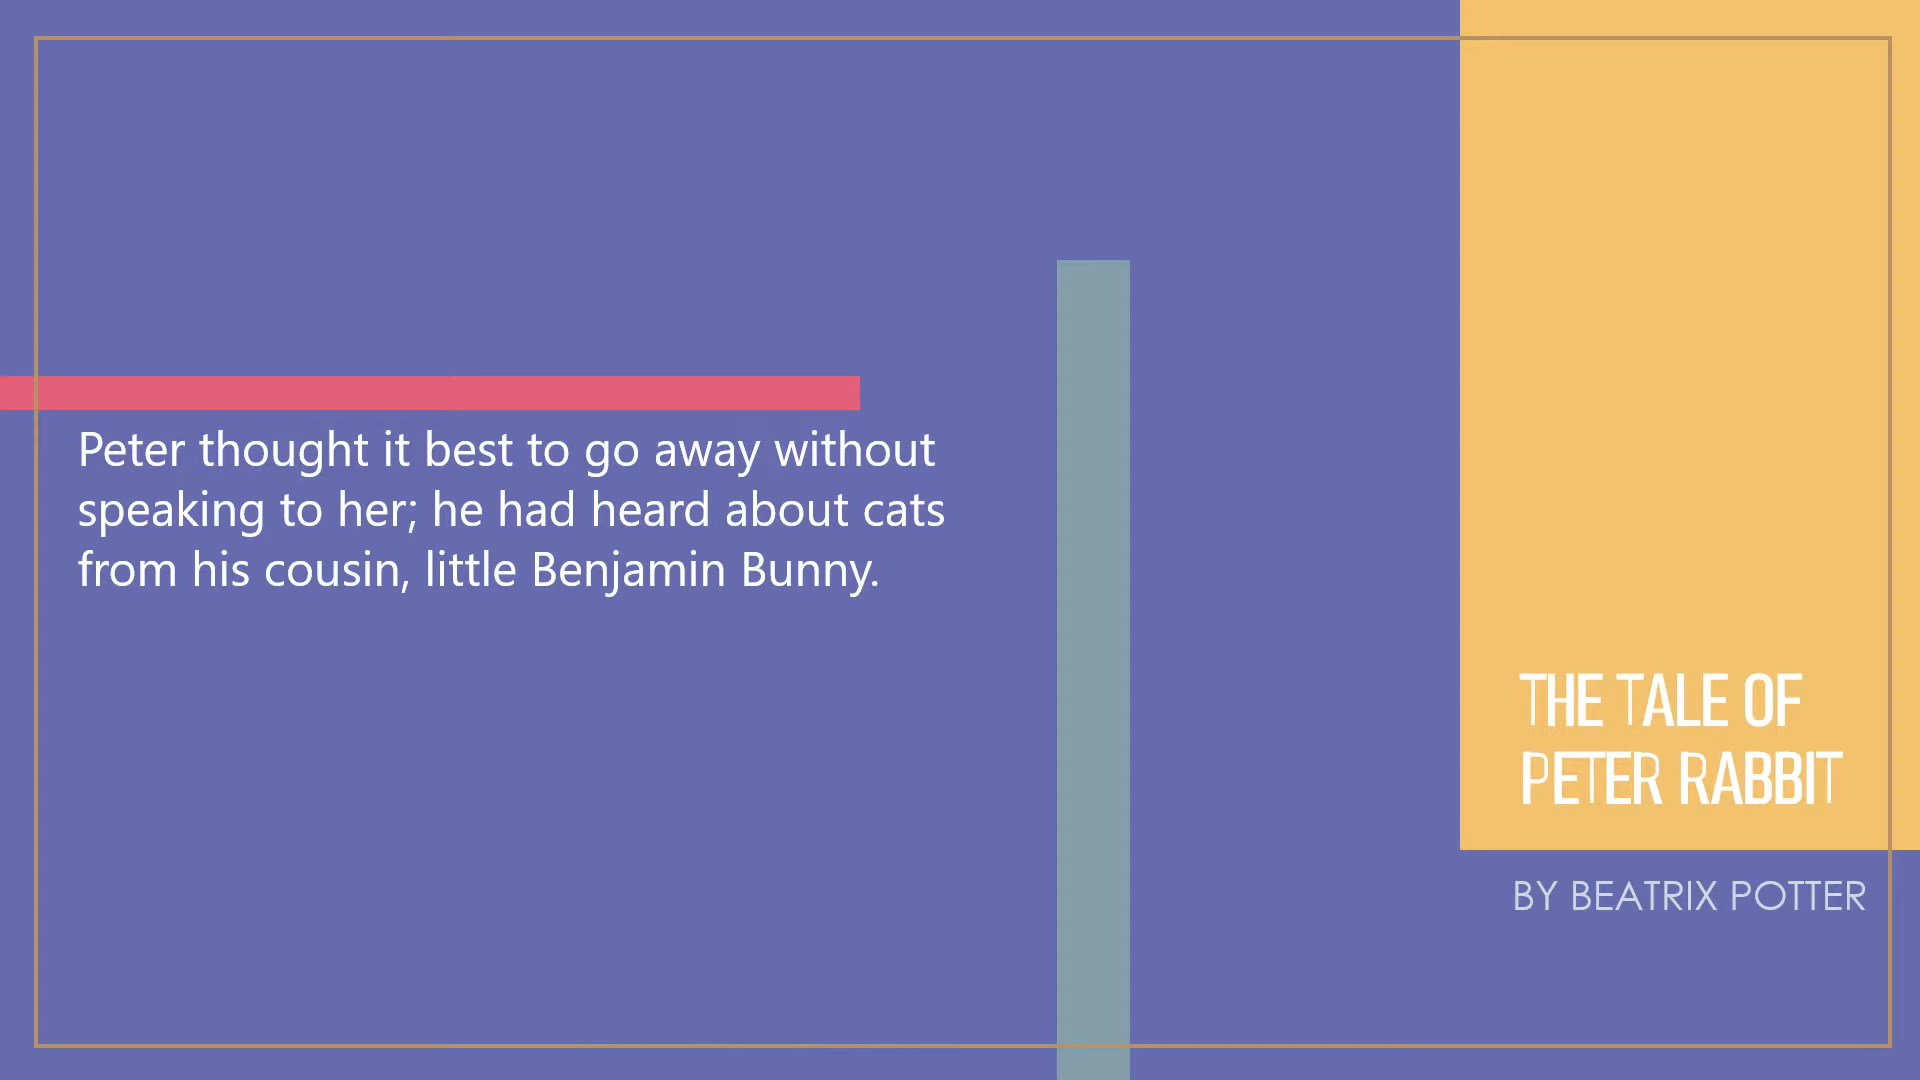 Peter thought it best to go away without
speaking to her; he had heard about cats
from his cousin, little Benjamin Bunny.
THE TALE OF
PETER RABBIT
BY BEATRIX POTTER